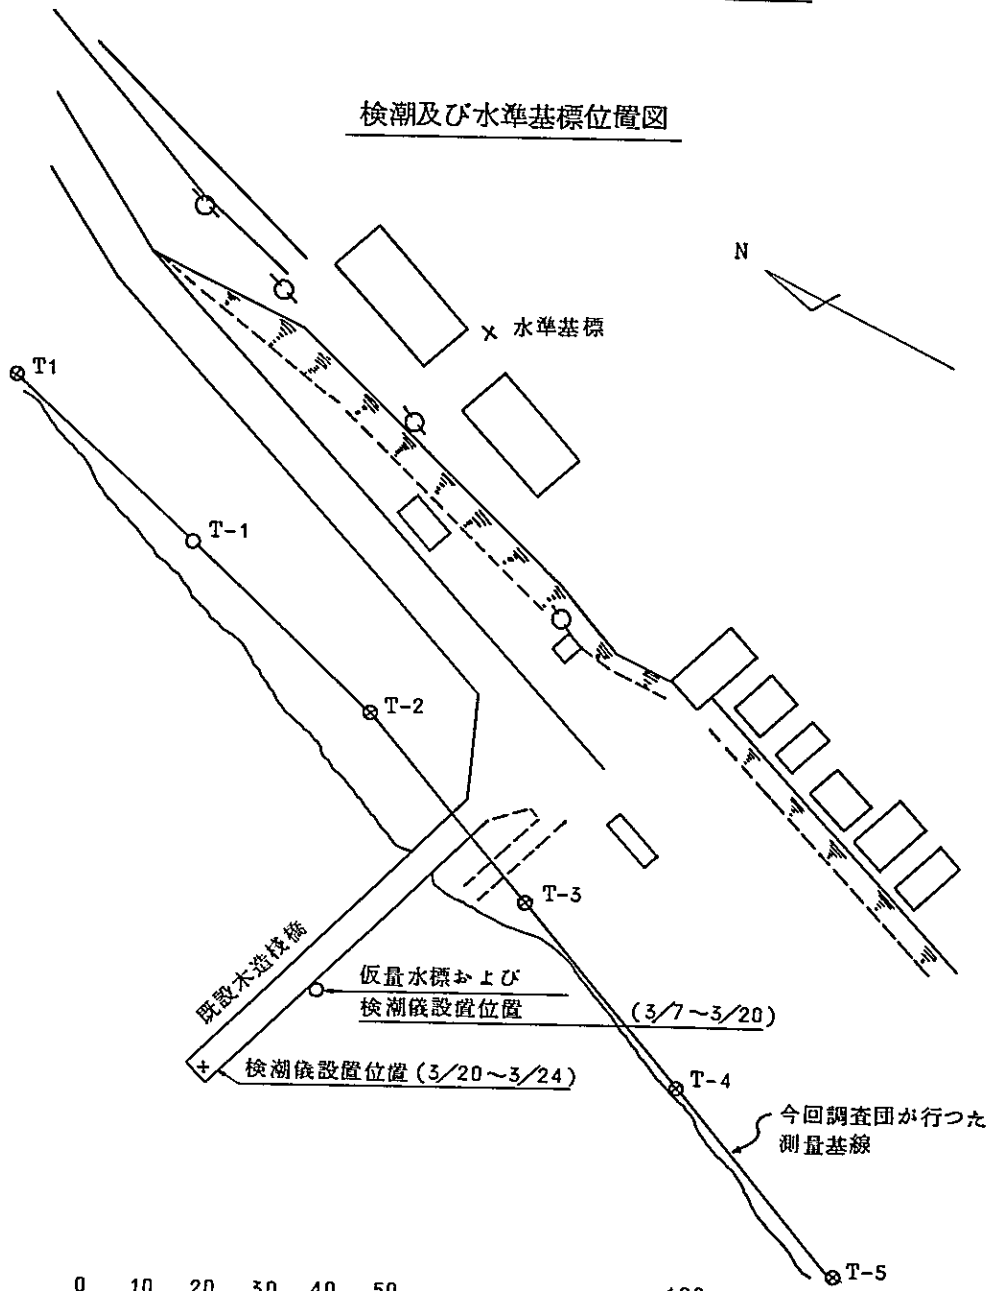 検潮及び水準基標位置図
N
水準基標
T1
T-1
T-2
T-3
既設木造桟橋
仮量水標および
検潮儀設置位置 (3/7~3/20)
検潮儀設置位置 (3/20~3/24)
T-4
今回調査団が行つた
測量基線
T-5
0 10 20 30 40 50